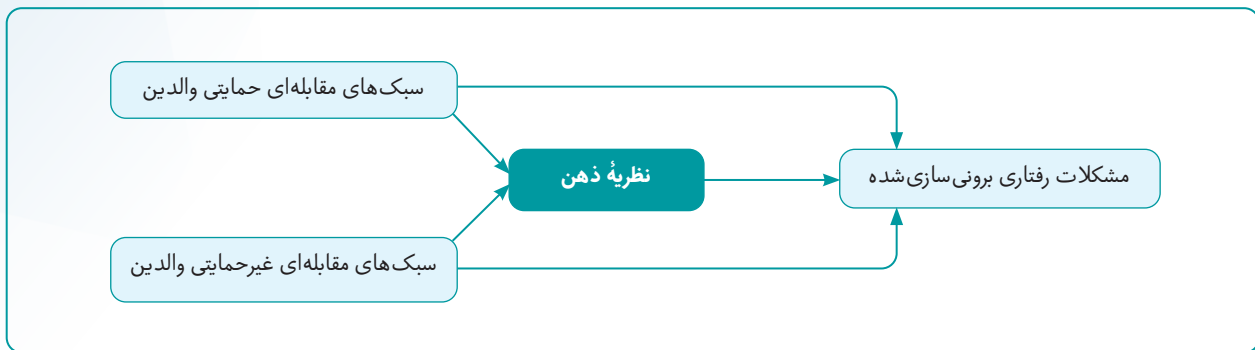 سبک‌های مقابله‌ای حمایتی والدین
نظریهٔ ذهن
مشکلات رفتاری برونی‌سازی‌شده
سبک‌های مقابله‌ای غیرحمایتی والدین